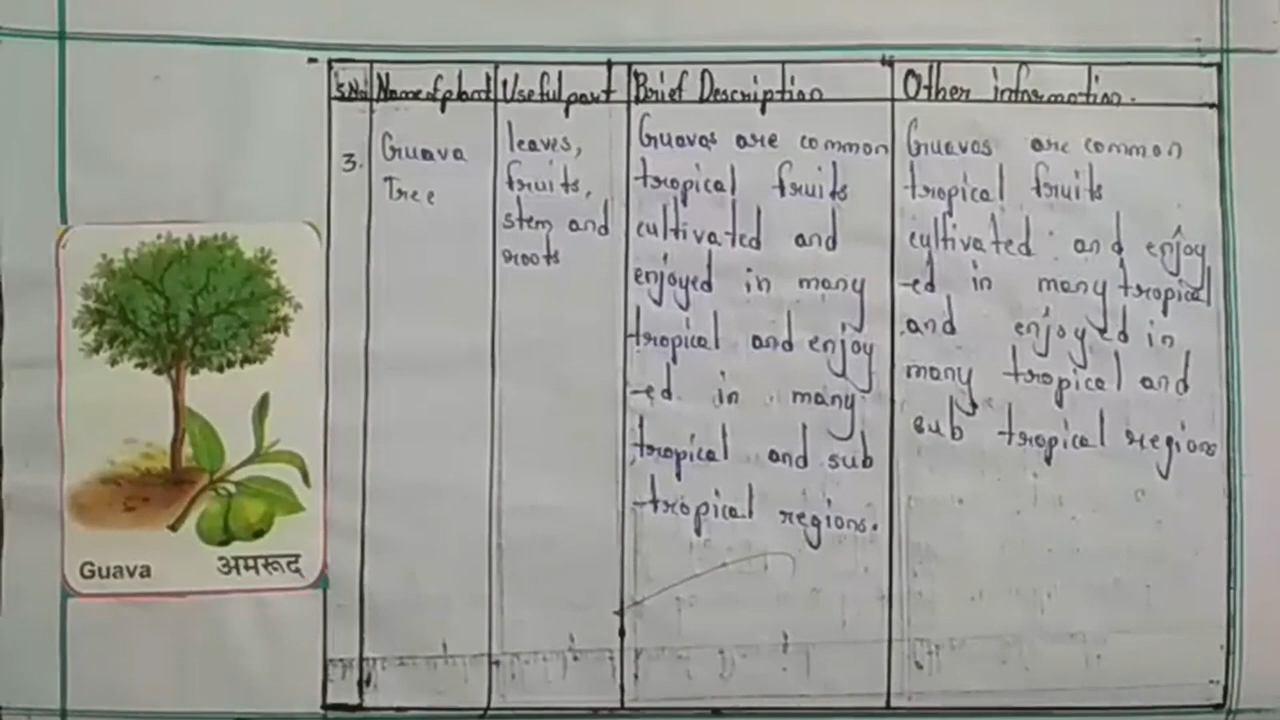 S.No Name of plant Useful part Brief Description Other information.
3.
Guava
Tree
leaves,
fruits,
stem and
roots
Guavas are common
tropical fruits
cultivated and
enjoyed in many
tropical and enjoy
-ed in many
tropical and sub
-tropical regions.
Guavas are common
tropical fruits
cultivated and enjoy
-ed in many tropical
and enjoyed in
many tropical and
sub tropical regions
Guava अमरूद